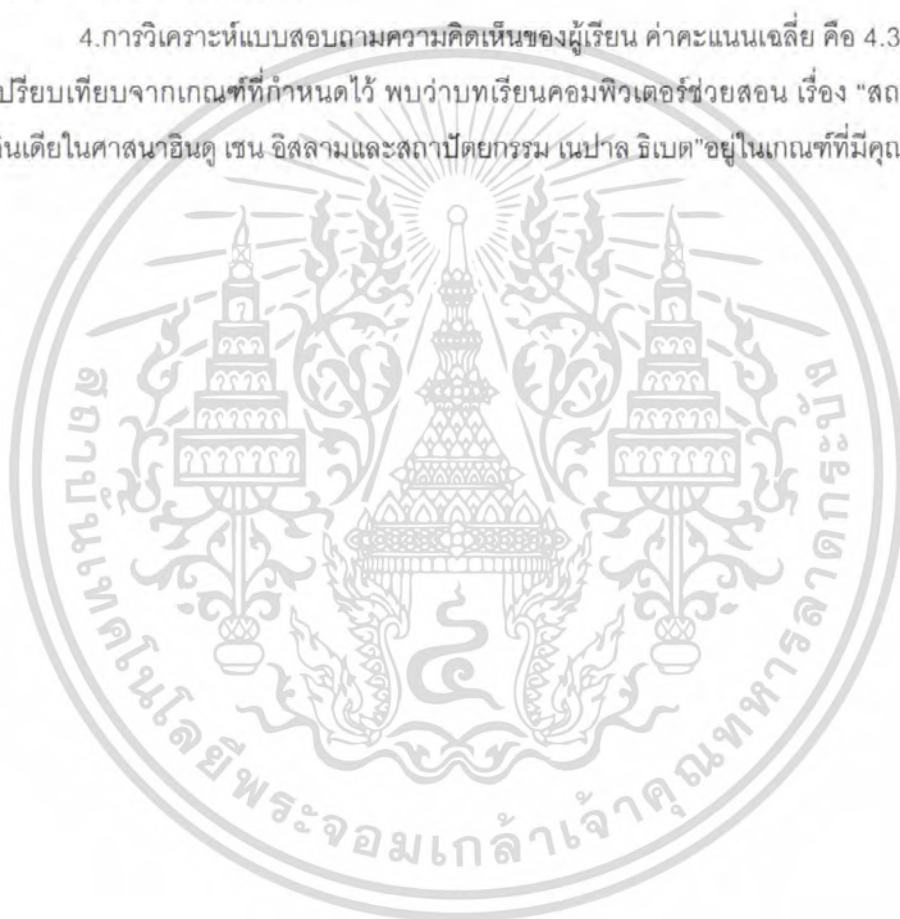 4.การวิเคราะห์แบบสอบถามความคิดเห็นของผู้เรียน ค่าคะแนนเฉลี่ย คือ 4.3
ปรียบเทียบจากเกณฑ์ที่กำหนดไว้ พบว่าบทเรียนคอมพิวเตอร์ช่วยสอน เรื่อง "สถ
อินเดียในศาสนาฮินดู เชน อิสลามและสถาปัตยกรรม เนปาล ธิเบต"อยู่ในเกณฑ์ที่มีคุณ
สถาบันเทคโนโลยีพระจอมเกล้าเจ้าคุณทหารลาดกระบัง